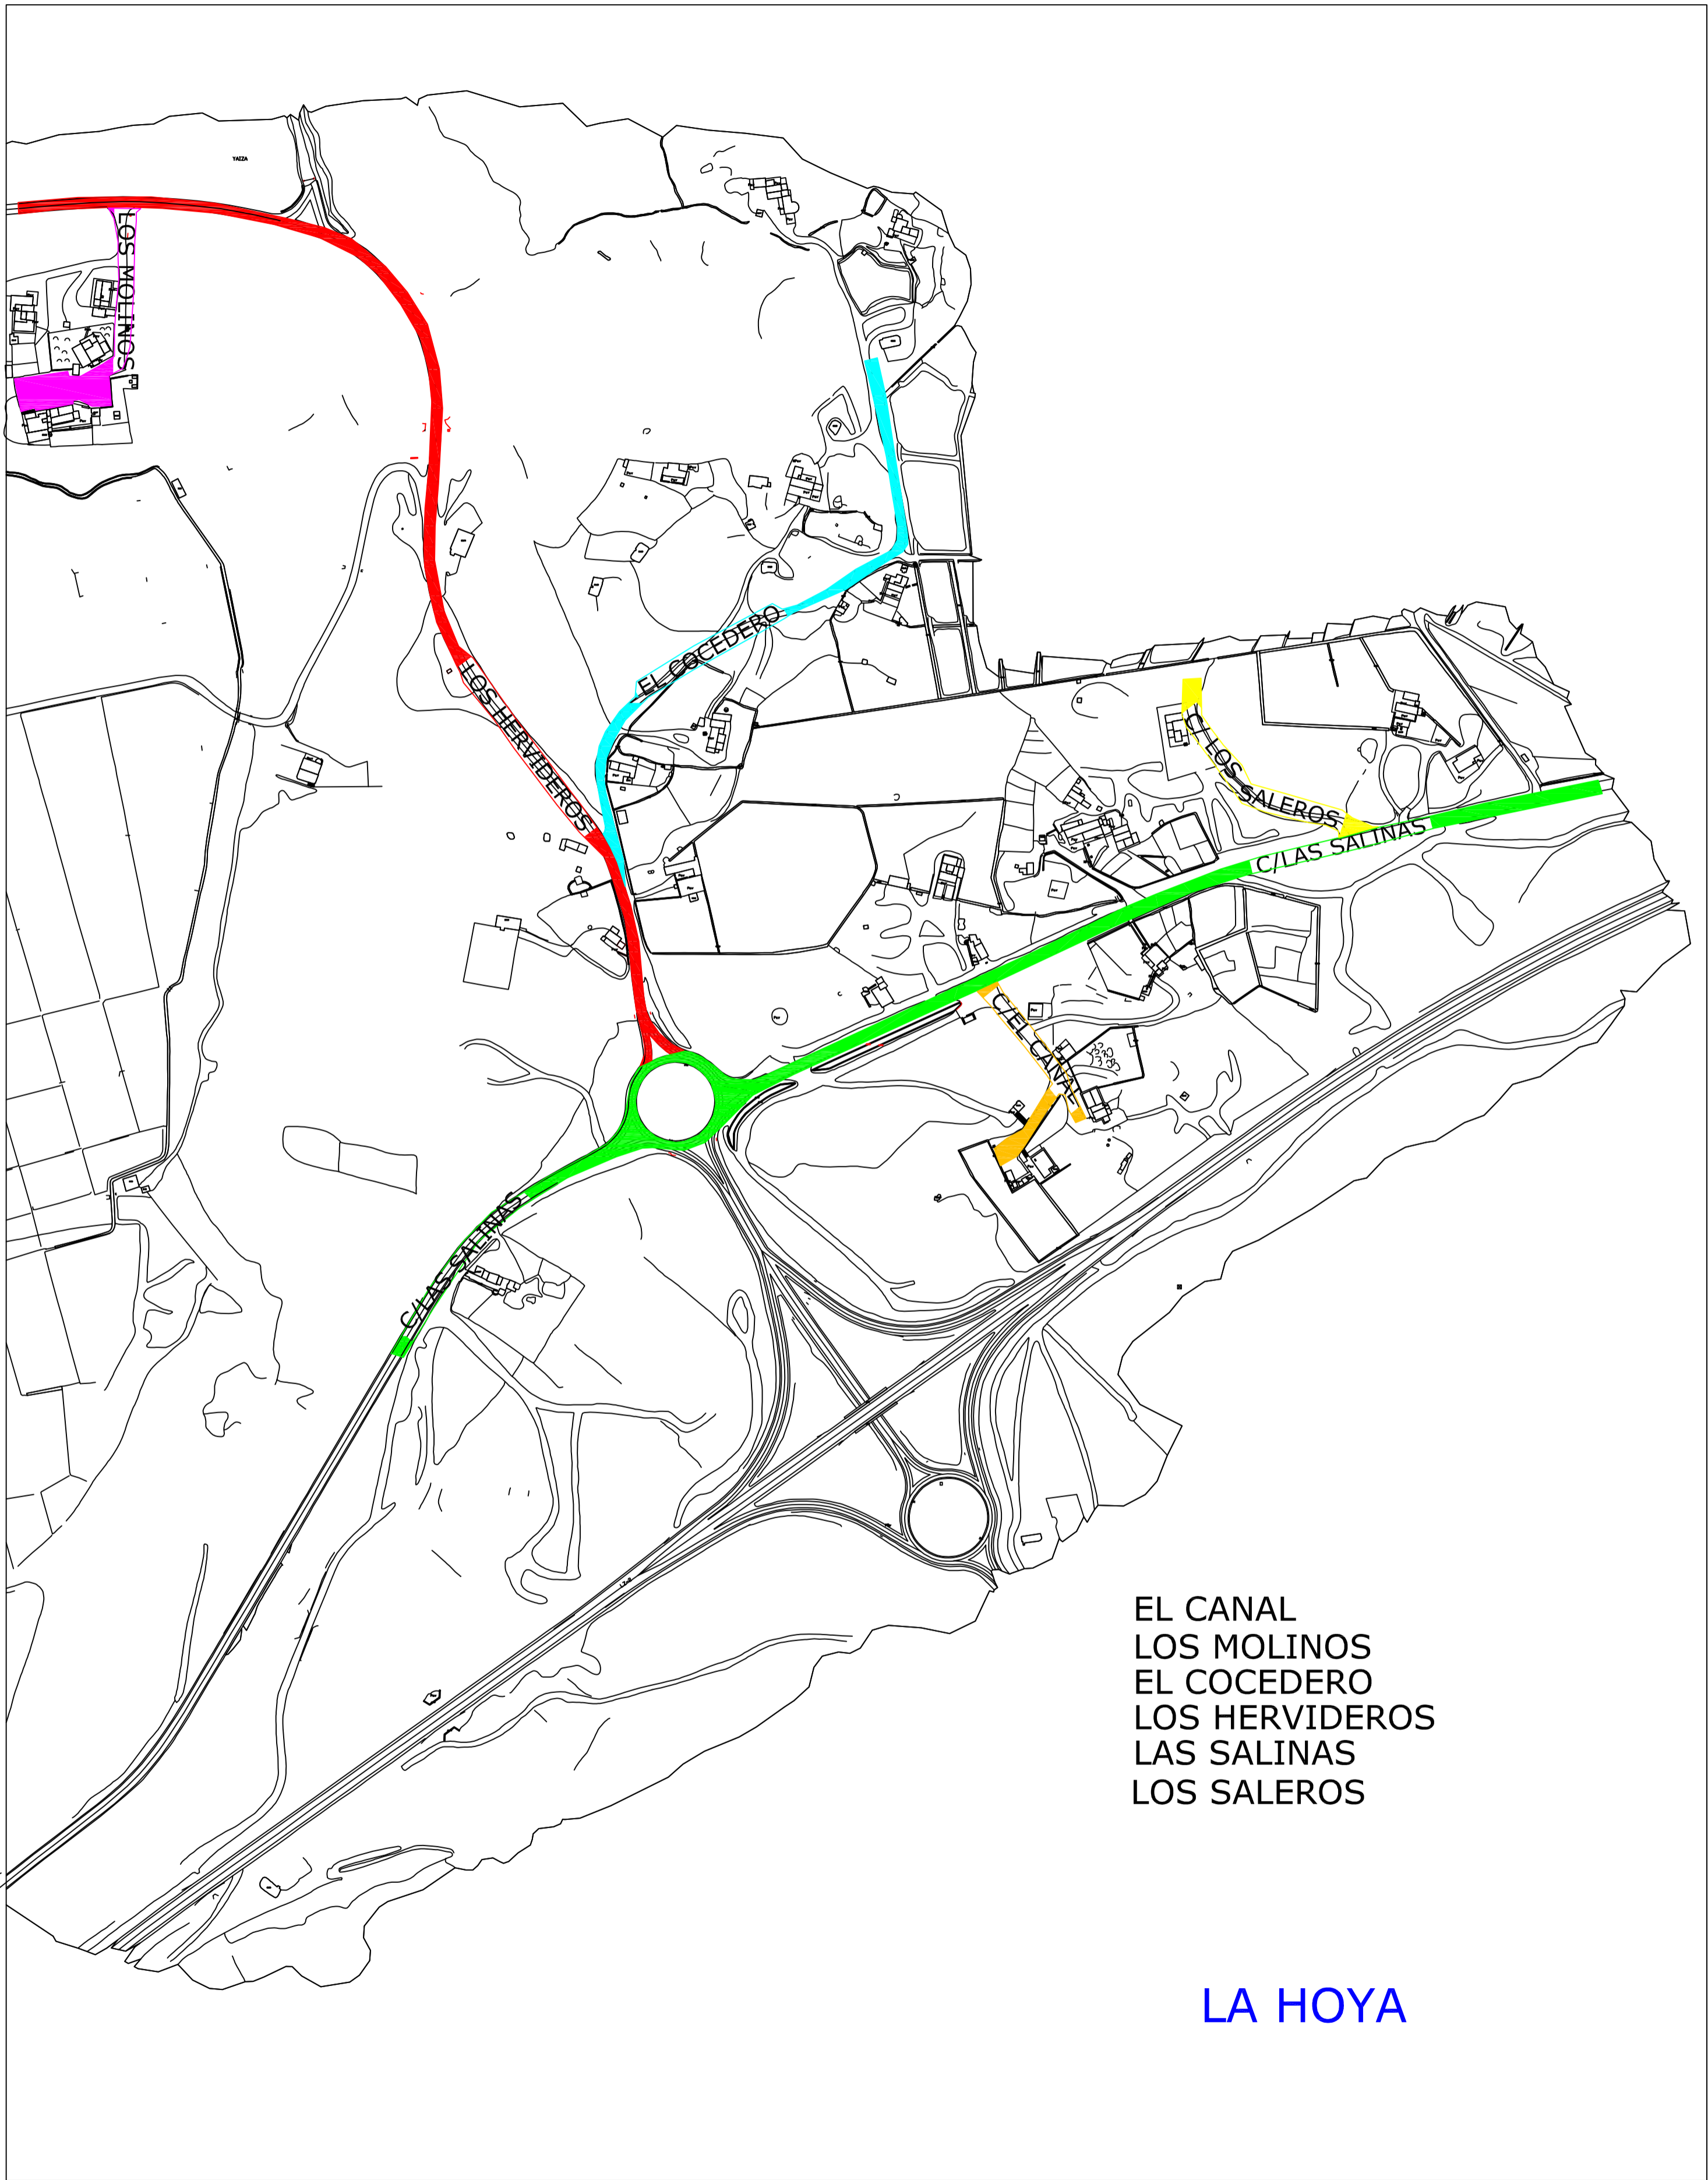 YAIZA
LOS MOLINOS
EL COCEDERO
LOS HERVIDEROS
C/ LOS SALEROS
C/LAS SALINAS
C/EL CANAL
C/LAS SALINAS
EL CANAL
LOS MOLINOS
EL COCEDERO
LOS HERVIDEROS
LAS SALINAS
LOS SALEROS
LA HOYA